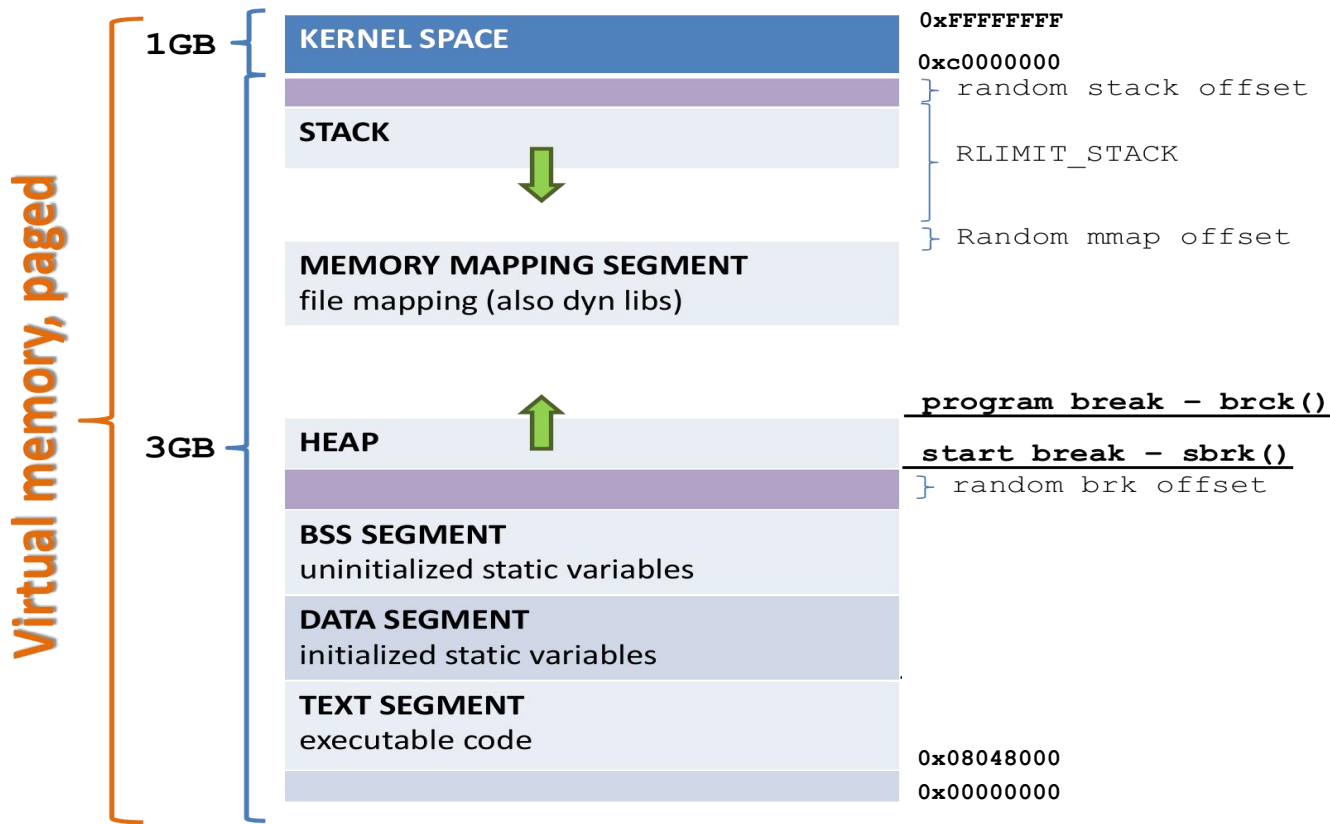 Virtual memory, paged
1GB
3GB
KERNEL SPACE
0xFFFFFFFF
0xc0000000
random stack offset
STACK
RLIMIT_STACK
Random mmap offset
MEMORY MAPPING SEGMENT
file mapping (also dyn libs)
program break – brck()
HEAP
start break – sbrk()
random brk offset
BSS SEGMENT
uninitialized static variables
DATA SEGMENT
initialized static variables
TEXT SEGMENT
executable code
0x08048000
0x00000000